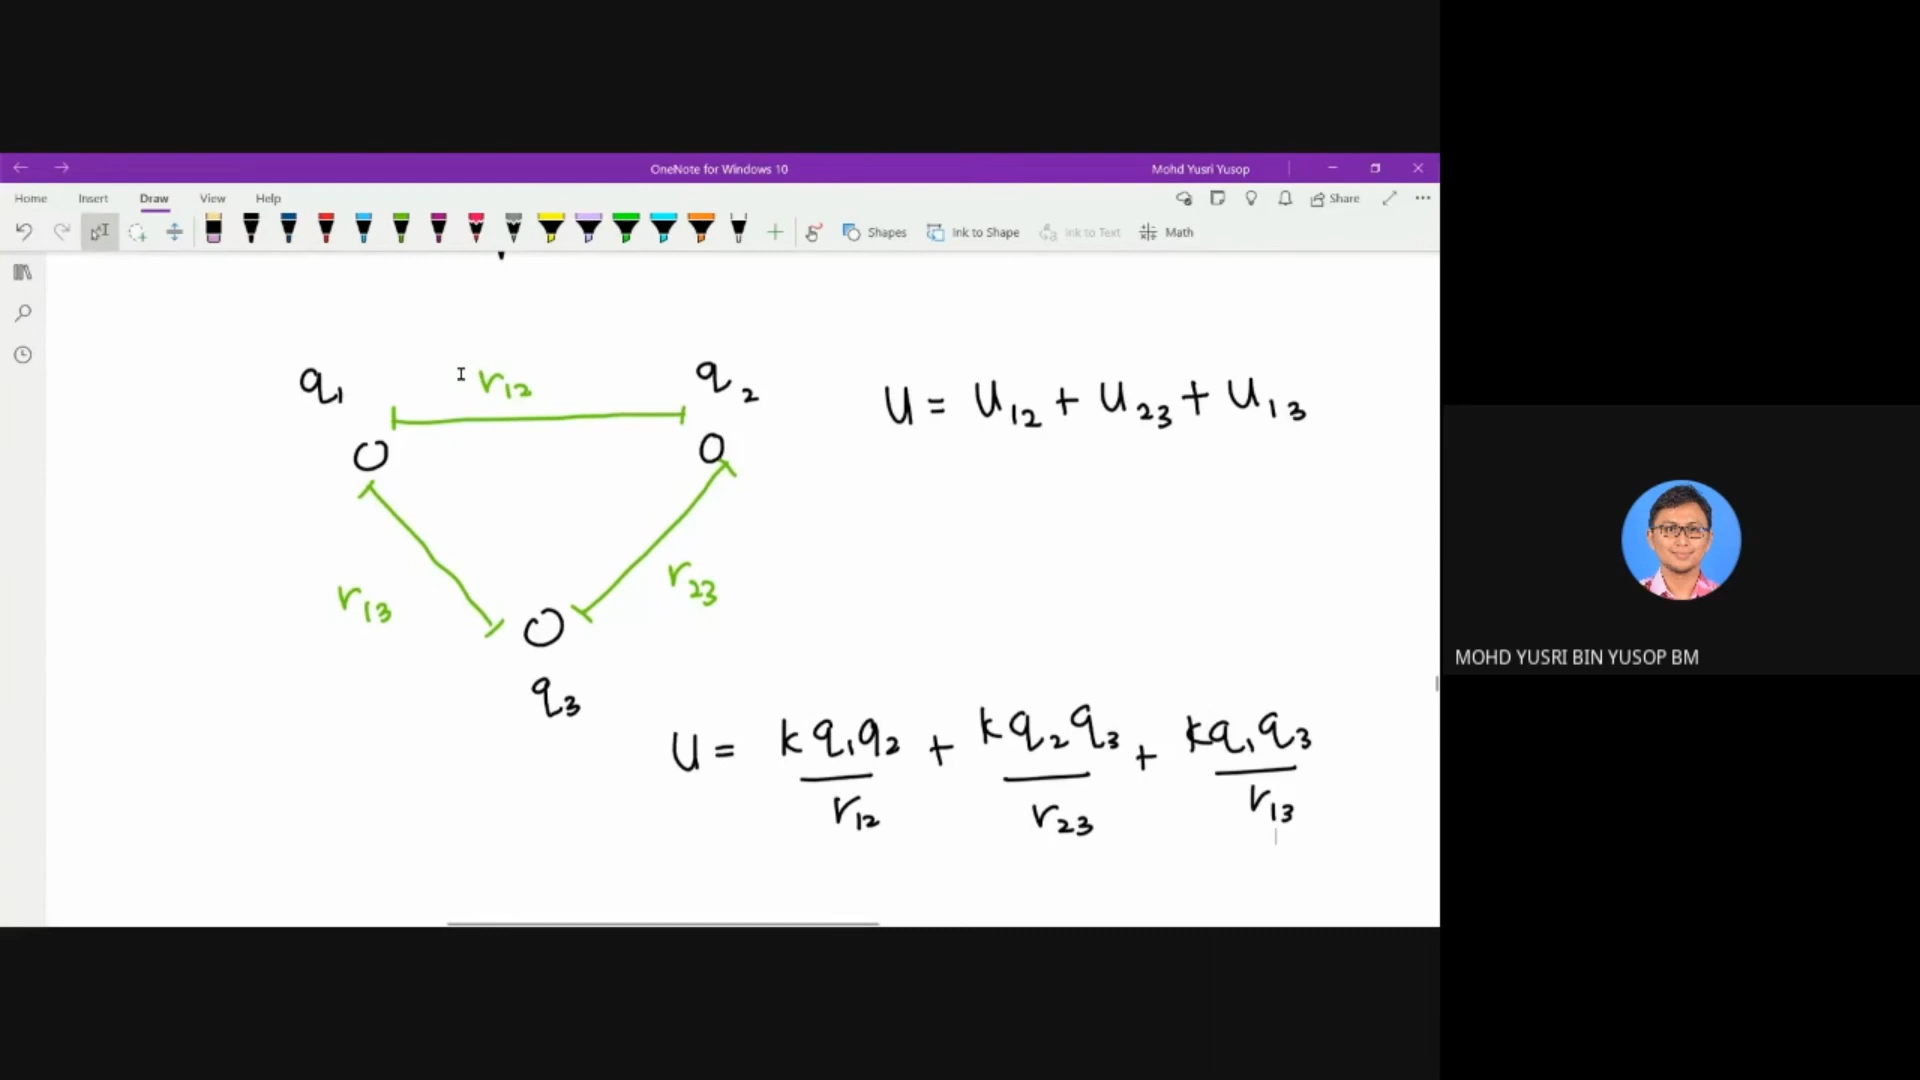 OneNote for Windows 10
Mohd Yusri Yusop
Home Insert Draw View Help
Share
Shapes Ink to Shape Ink to Text Math
q₁ r₁₂ q₂
U = U₁₂ + U₂₃ + U₁₃
r₁₃ r₂₃
q₃
U = kq₁q₂/r₁₂ + kq₂q₃/r₂₃ + kq₁q₃/r₁₃
MOHD YUSRI BIN YUSOP BM